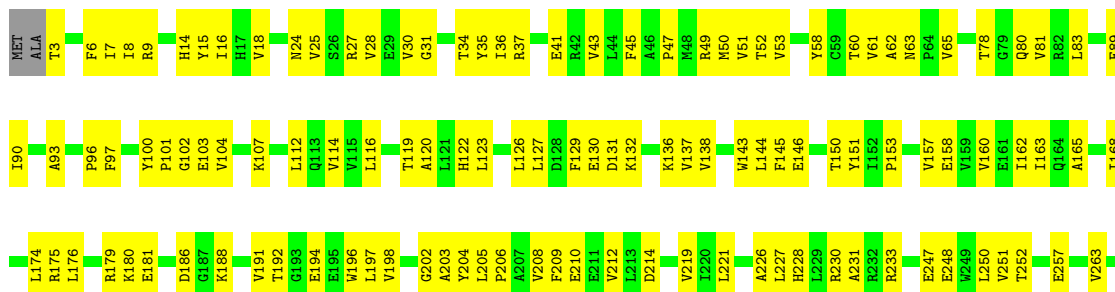 MET ALA T3 F6 I7 I8 R9 H14 Y15 I16 H17 V18 N24 V25 S26 R27 V28 E29 V30 G31 T34 Y35 I36 R37 E41 R42 V43 L44 F45 A46 P47 M48 R49 M50 V51 T52 V53 Y58 C59 T60 V61 A62 N63 P64 V65 T78 G79 Q80 V81 R82 L83
I90 A93 P96 F97 Y100 P101 G102 E103 V104 K107 L112 Q113 V114 V115 L116 T119 A120 L121 H122 L123 L126 L127 D128 F129 E130 D131 K132 K136 V137 V138 W143 L144 F145 E146 T150 Y151 I152 P153 V157 E158 V159 V160 E161 I162 I163 Q164 A165
L174 R175 L176 R179 K180 E181 D186 G187 K188 V191 T192 G193 E194 E195 W196 L197 V198 G202 A203 Y204 L205 P206 A207 V208 F209 E210 E211 V212 L213 D214 V219 I220 L221 A226 L227 H228 L229 R230 A231 R232 R233 E247 E248 W249 L250 V251 T252 E257 V263